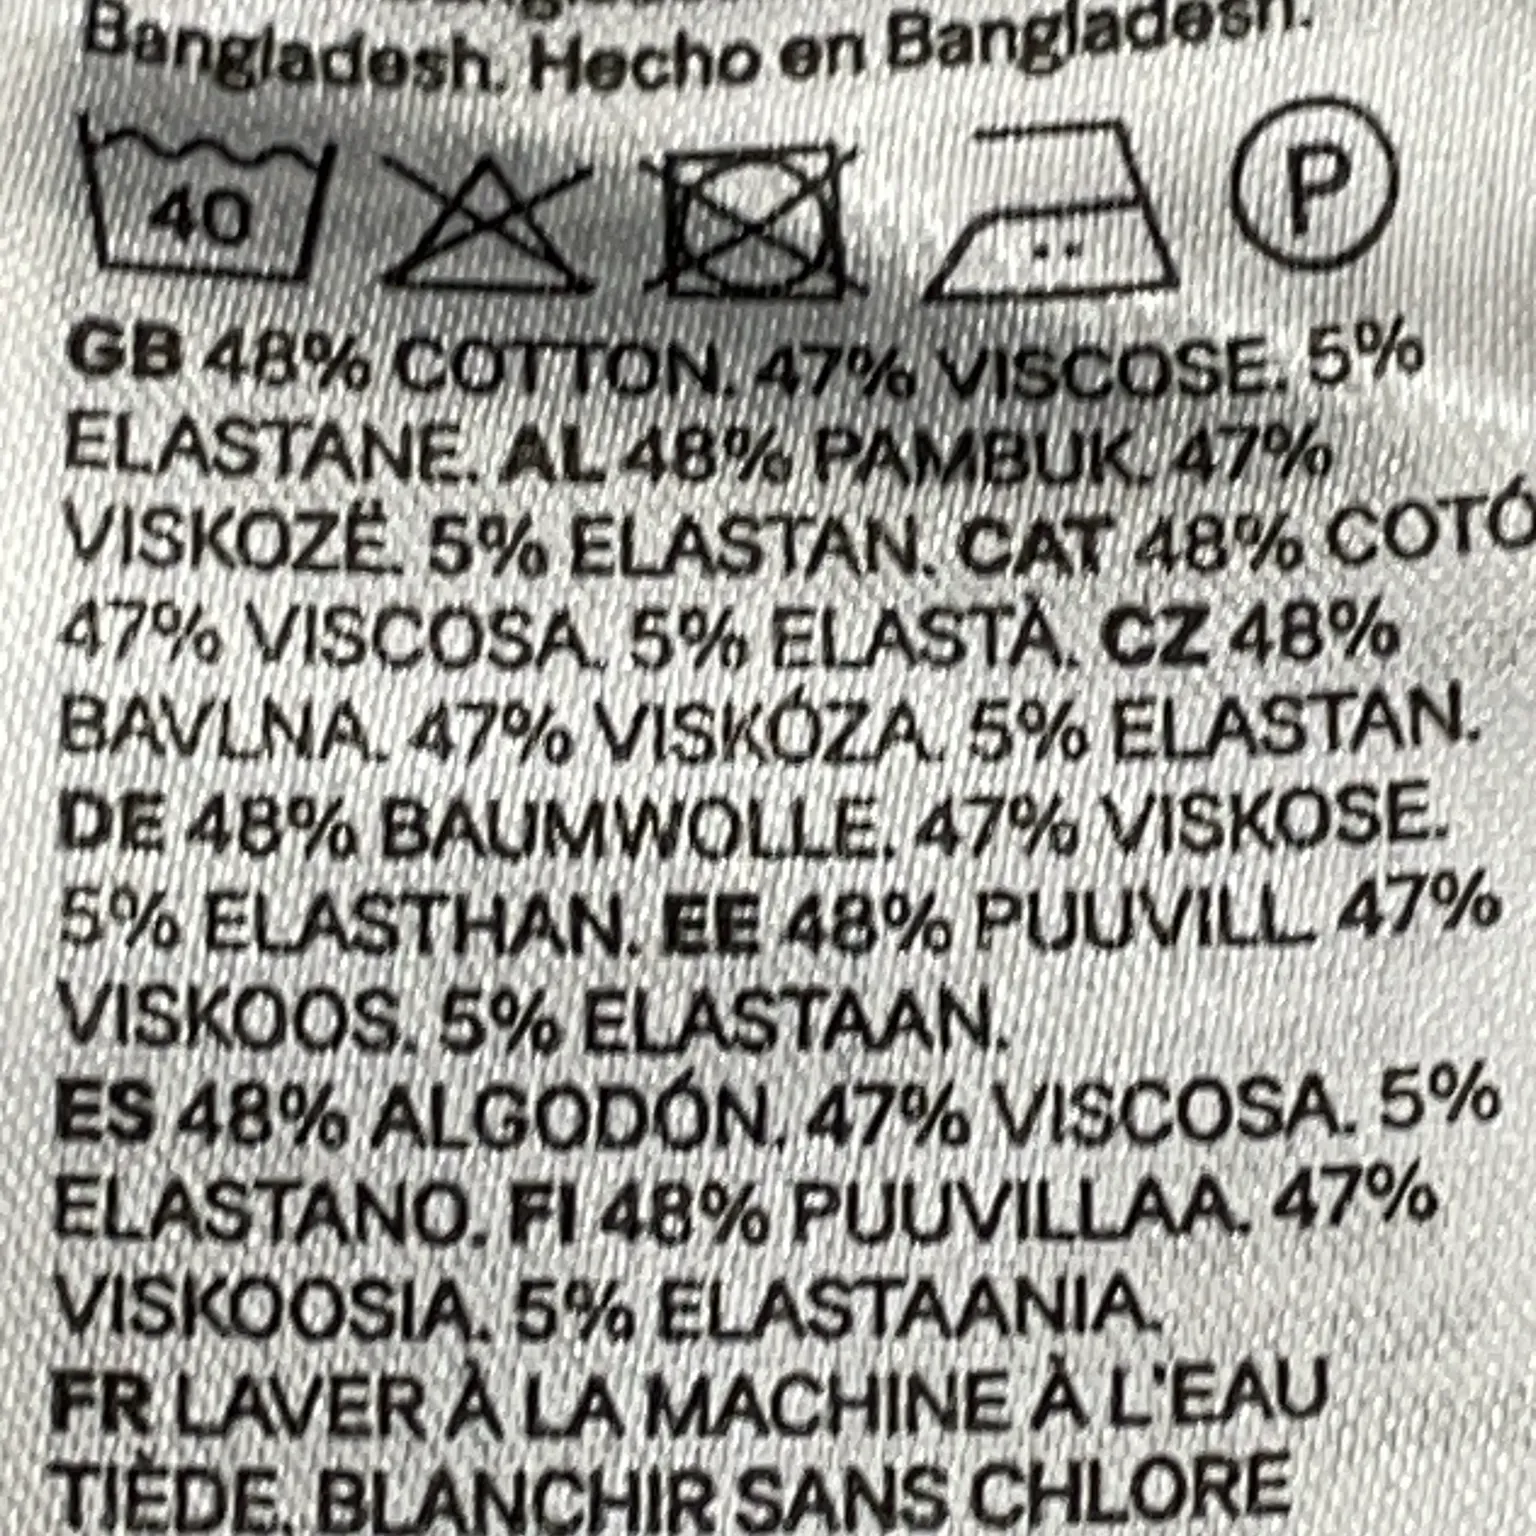 Bangladesh. Hecho en Bangladesh.
40 P
GB 48% COTTON. 47% VISCOSE. 5%
ELASTANE. AL 48% PAMBUK. 47%
VISKOZË. 5% ELASTAN. CAT 48% COTÓ
47% VISCOSA. 5% ELASTÀ. CZ 48%
BAVLNA. 47% VISKÓZA. 5% ELASTAN.
DE 48% BAUMWOLLE. 47% VISKOSE.
5% ELASTHAN. EE 48% PUUVILL. 47%
VISKOOS. 5% ELASTAAN.
ES 48% ALGODÓN. 47% VISCOSA. 5%
ELASTANO. FI 48% PUUVILLAA. 47%
VISKOOSIA. 5% ELASTAANIA.
FR LAVER À LA MACHINE À L'EAU
TIÈDE. BLANCHIR SANS CHLORE